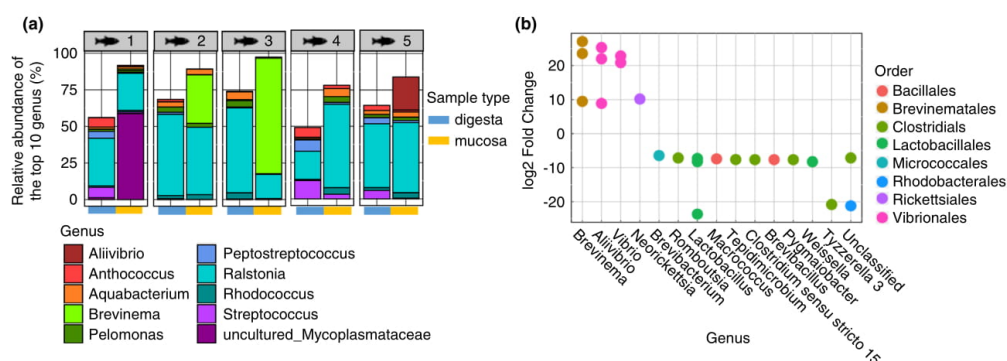 (a)
1
2
3
4
5
Relative abundance of
the top 10 genus (%)
100
75
50
25
0
Sample type
digesta
mucosa
Genus
Aliivibrio
Anthococcus
Aquabacterium
Brevinema
Pelomonas
Peptostreptococcus
Ralstonia
Rhodococcus
Streptococcus
uncultured_Mycoplasmataceae
(b)
log2 Fold Change
20
10
0
-10
-20
Brevinema
Aliivibrio
Vibrio
Neorickettsia
Brevibacterium
Romboutsia
Lactobacillus
Macrococcus
Tepidimicrobium
Clostridium sensu stricto 15
Brevibacillus
Pygmaiobacter
Weissella
Tyzzerella 3
Unclassified
Genus
Order
Bacillales
Brevinematales
Clostridials
Lactobacillales
Micrococcales
Rhodobacterales
Rickettsiales
Vibrionales